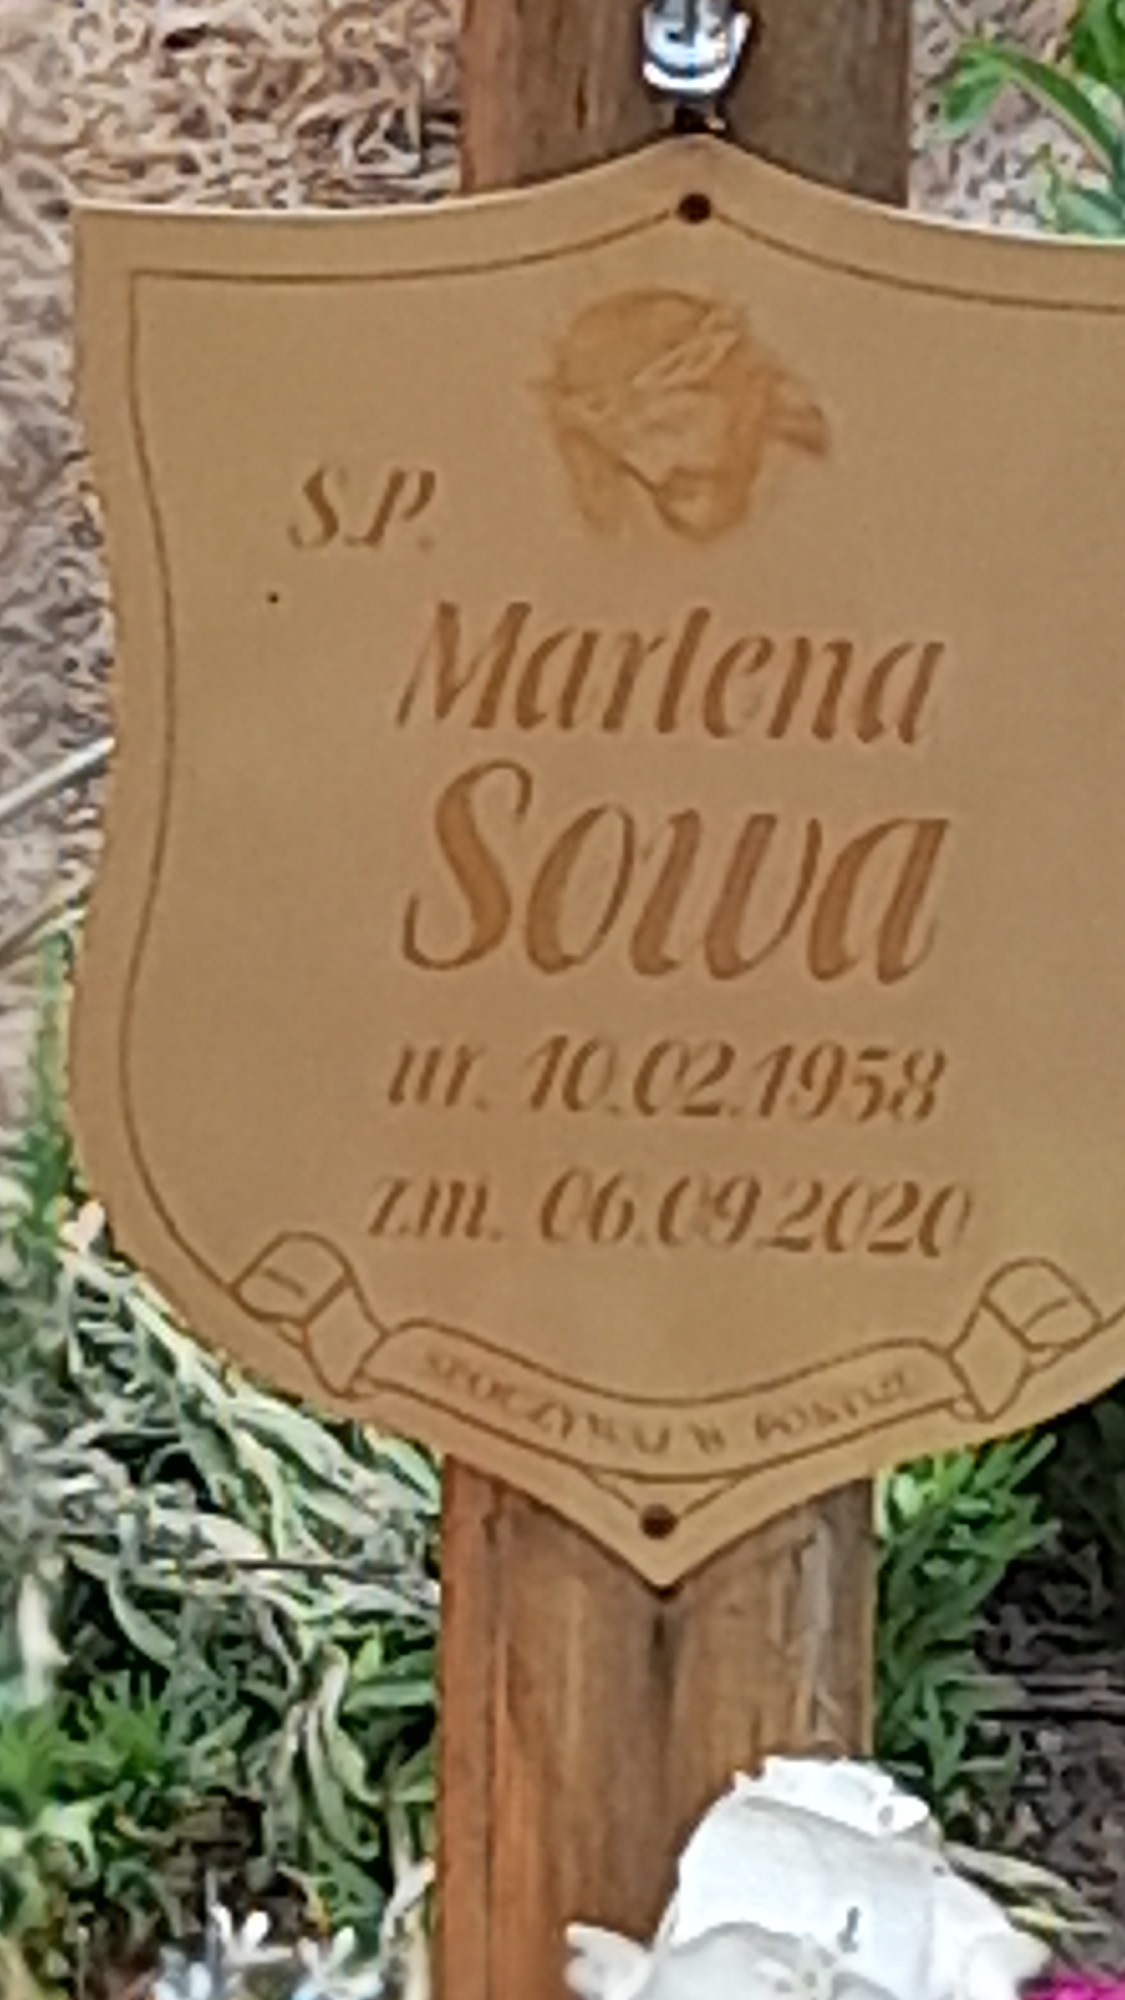 S.P.
Marlena
Sowa
ur. 10.02.1958
zm. 06.09.2020
SPOCZYWAJ W POKOJU